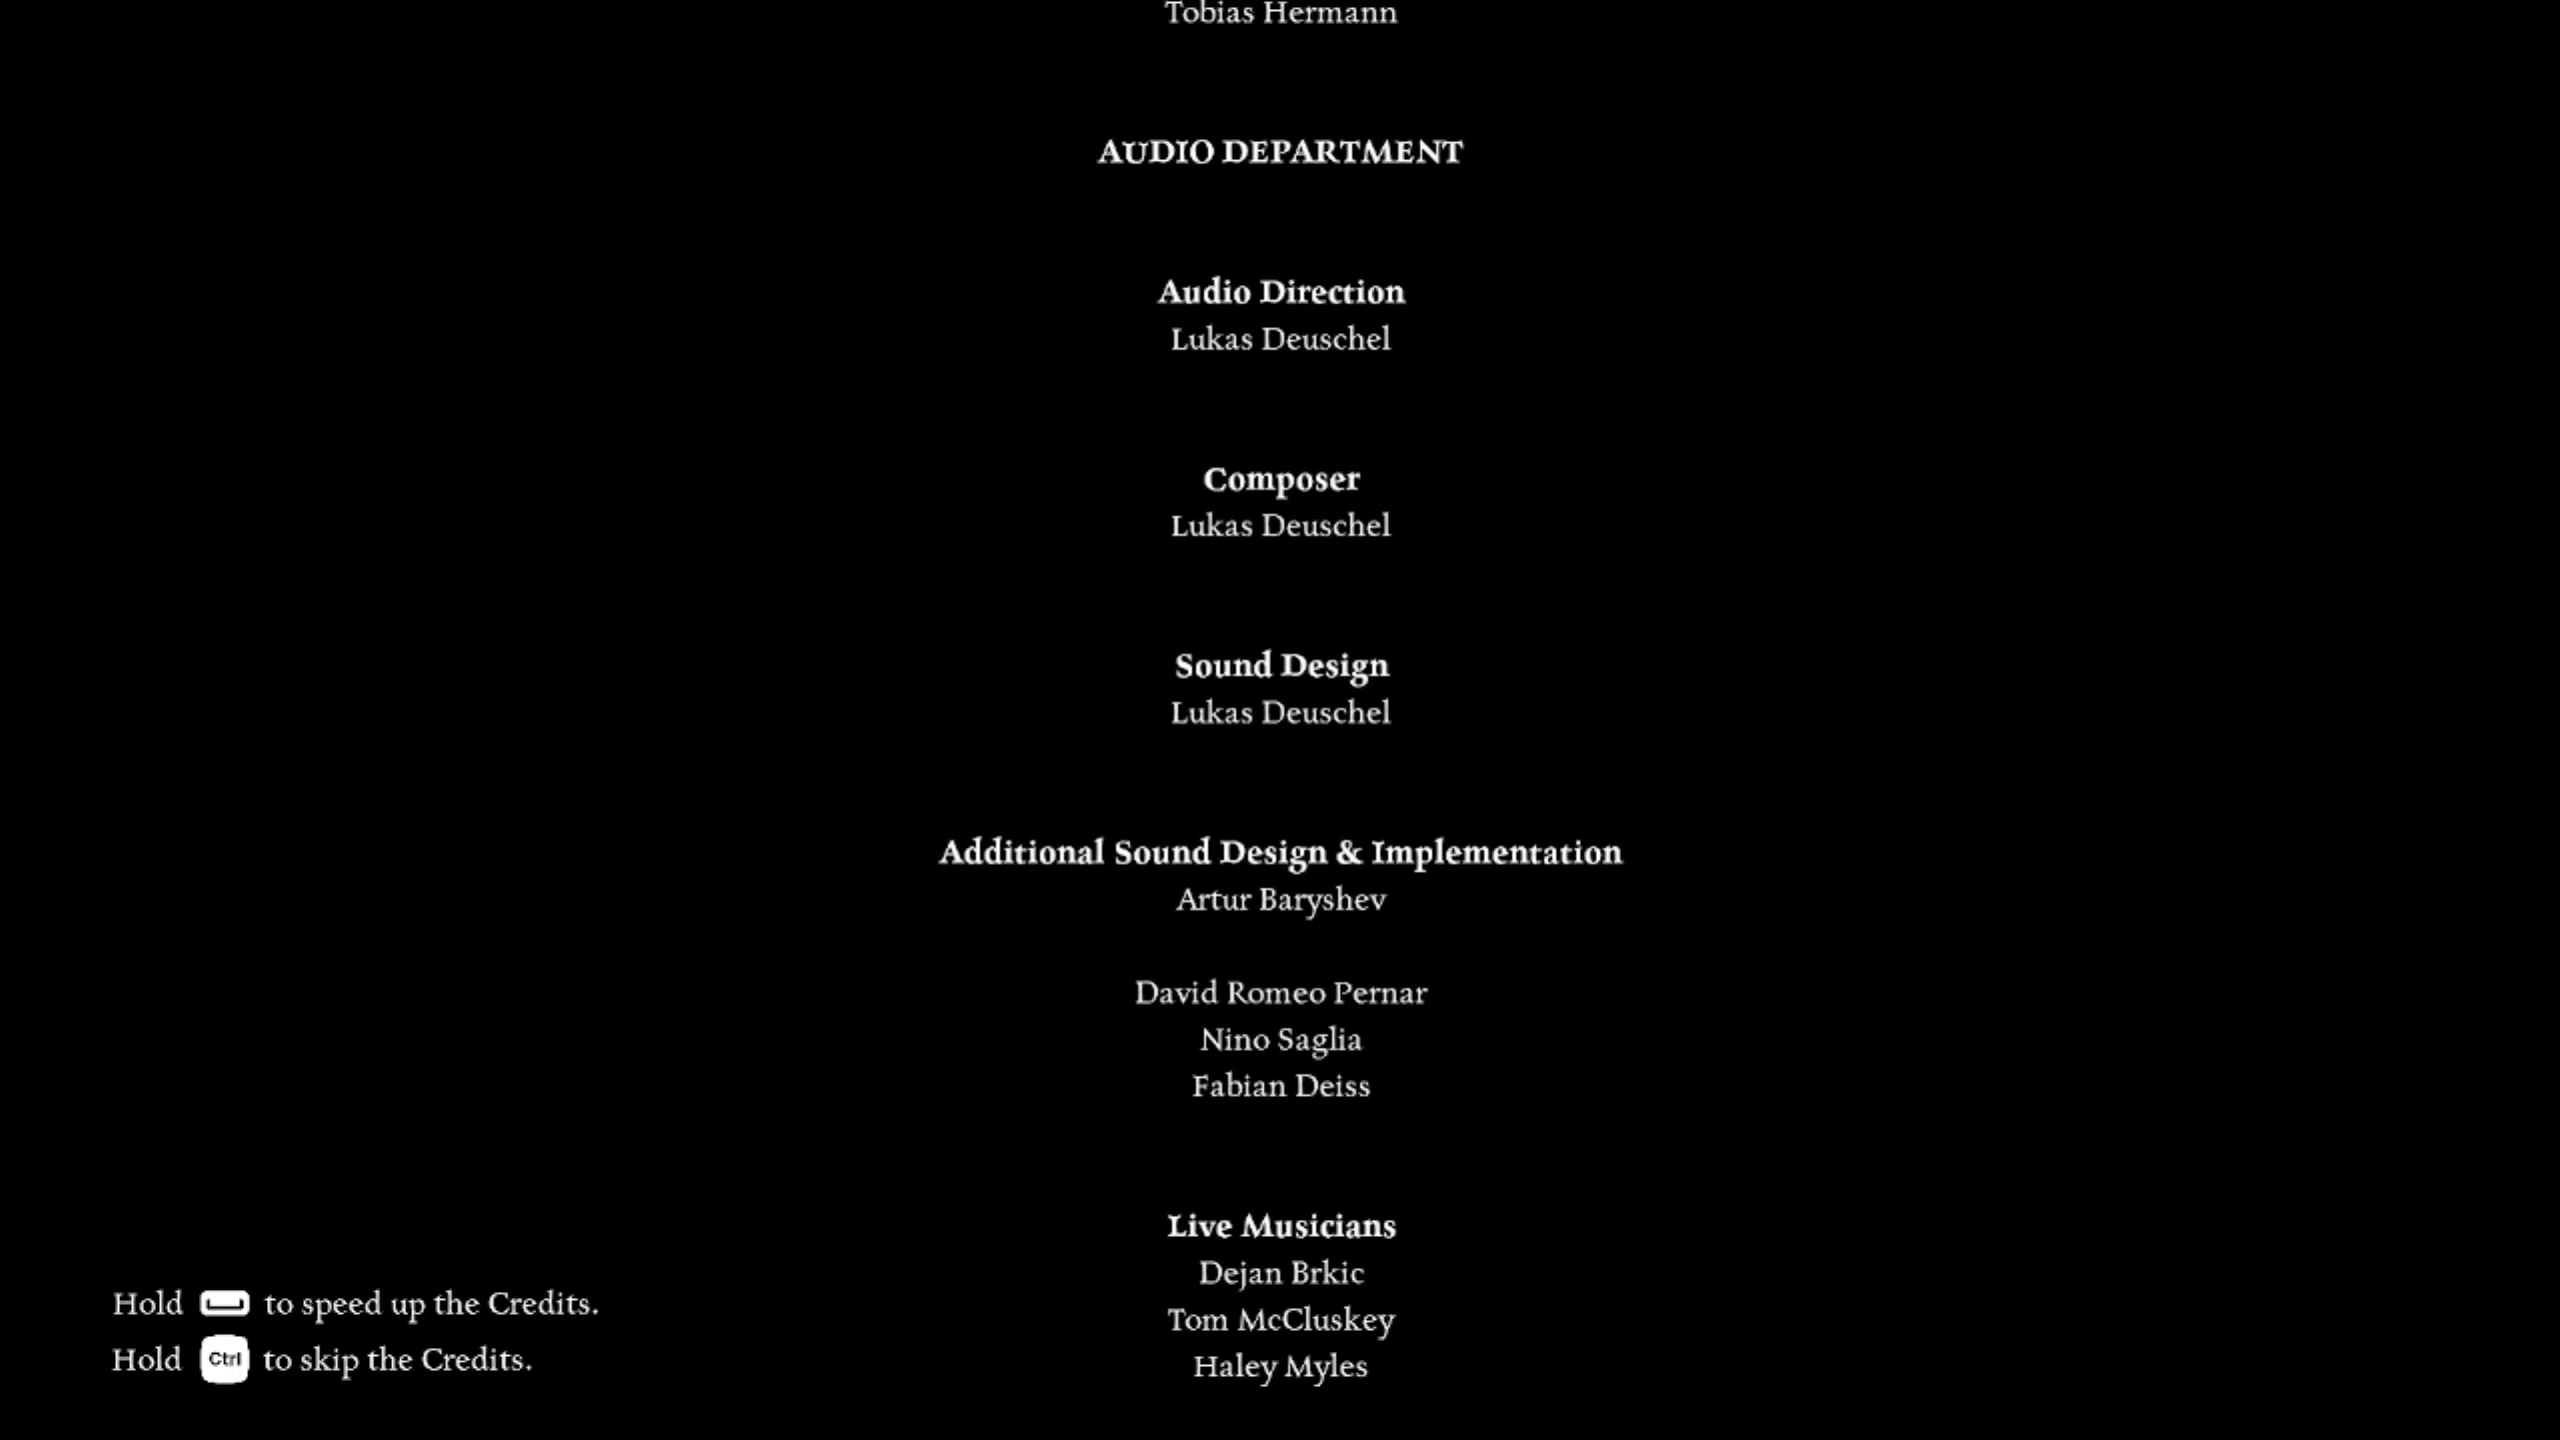 Tobias Hermann
AUDIO DEPARTMENT
Audio Direction
Lukas Deuschel
Composer
Lukas Deuschel
Sound Design
Lukas Deuschel
Additional Sound Design & Implementation
Artur Baryshev
David Romeo Pernar
Nino Saglia
Fabian Deiss
Live Musicians
Dejan Brkic
Tom McCluskey
Haley Myles
Hold to speed up the Credits.
Hold Ctrl to skip the Credits.